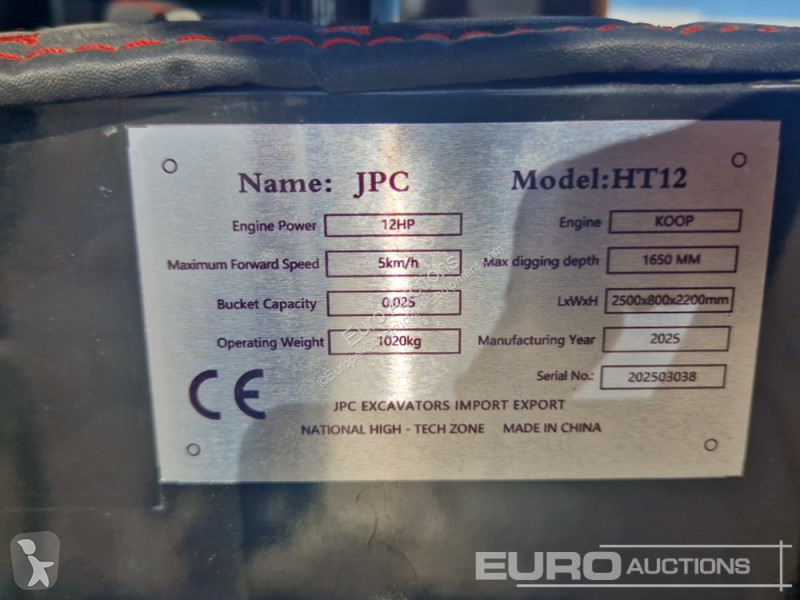 Name: JPC Model:HT12
Engine Power 12HP Engine KOOP
Maximum Forward Speed 5km/h Max digging depth 1650 MM
Bucket Capacity 0.025 LxWxH 2500x800x2200mm
Operating Weight 1020kg Manufacturing Year 2025
Serial No.: 202503038
CE
JPC EXCAVATORS IMPORT EXPORT
NATIONAL HIGH - TECH ZONE MADE IN CHINA
Euro Auctions
EURO AUCTIONS